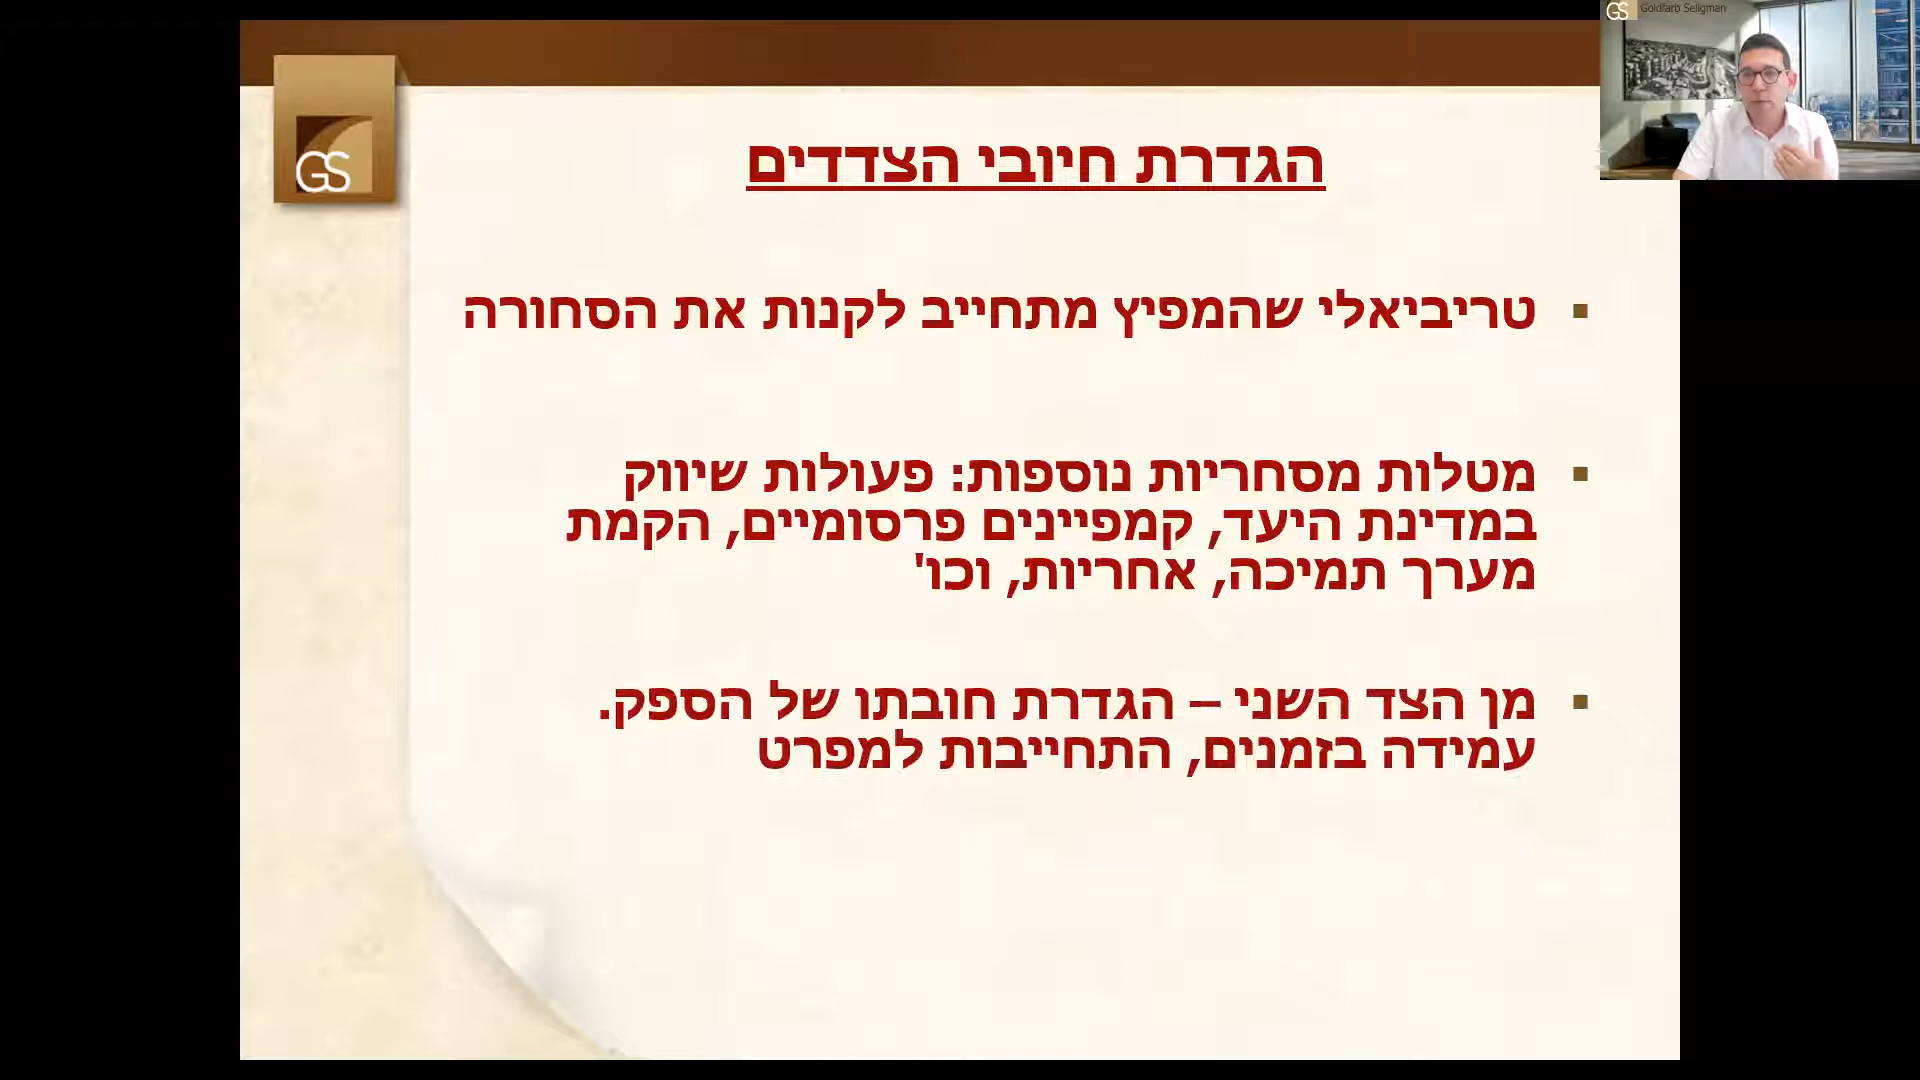 GS Goldfarb Seligman
GS
הגדרת חיובי הצדדים
▪ טריביאלי שהמפיץ מתחייב לקנות את הסחורה
▪ מטלות מסחריות נוספות: פעולות שיווק
במדינת היעד, קמפיינים פרסומיים, הקמת
מערך תמיכה, אחריות, וכו'
▪ מן הצד השני – הגדרת חובתו של הספק.
עמידה בזמנים, התחייבות למפרט